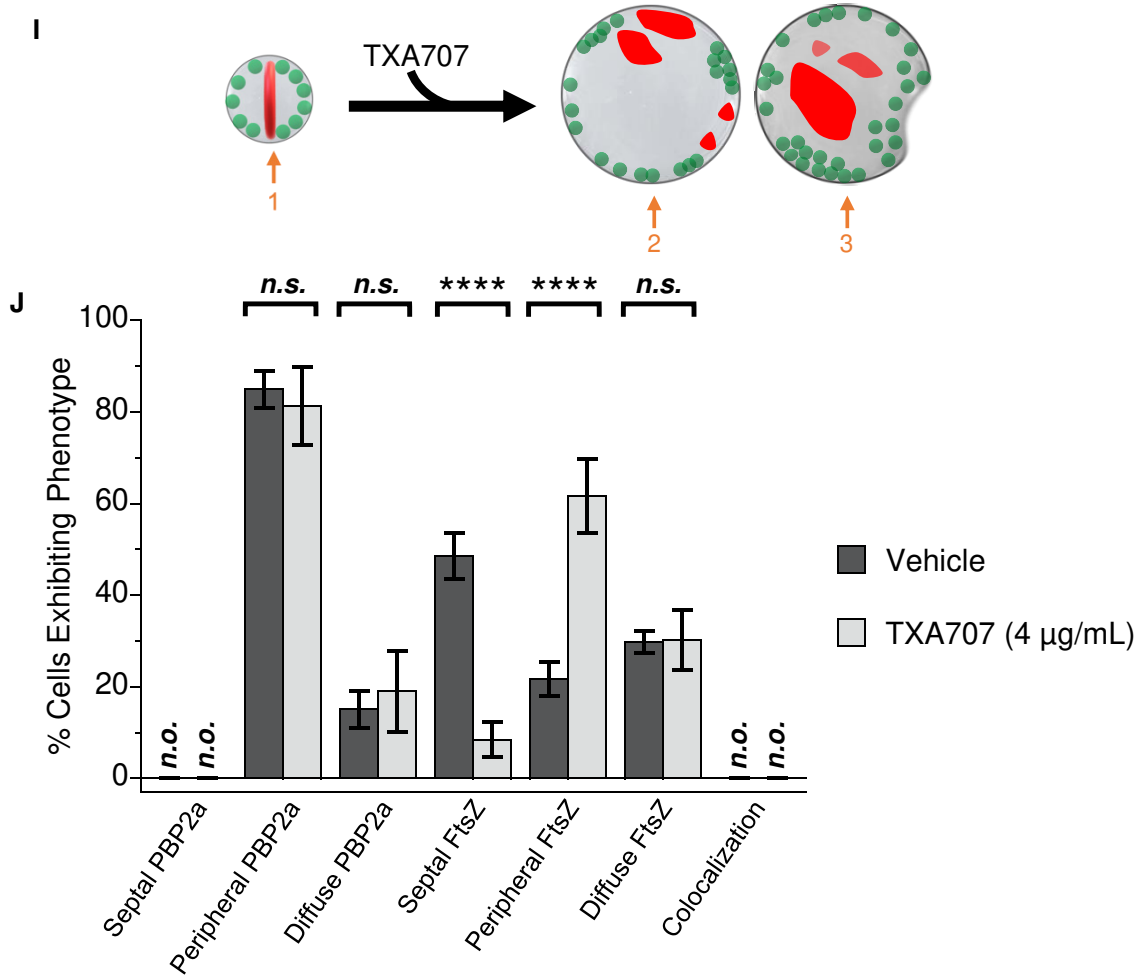 I
TXA707
1
2
3
J
n.s.
n.s.
****
****
n.s.
100
80
60
40
20
0
% Cells Exhibiting Phenotype
n.o.
n.o.
n.o.
n.o.
Septal PBP2a
Peripheral PBP2a
Diffuse PBP2a
Septal FtsZ
Peripheral FtsZ
Diffuse FtsZ
Colocalization
Vehicle
TXA707 (4 µg/mL)